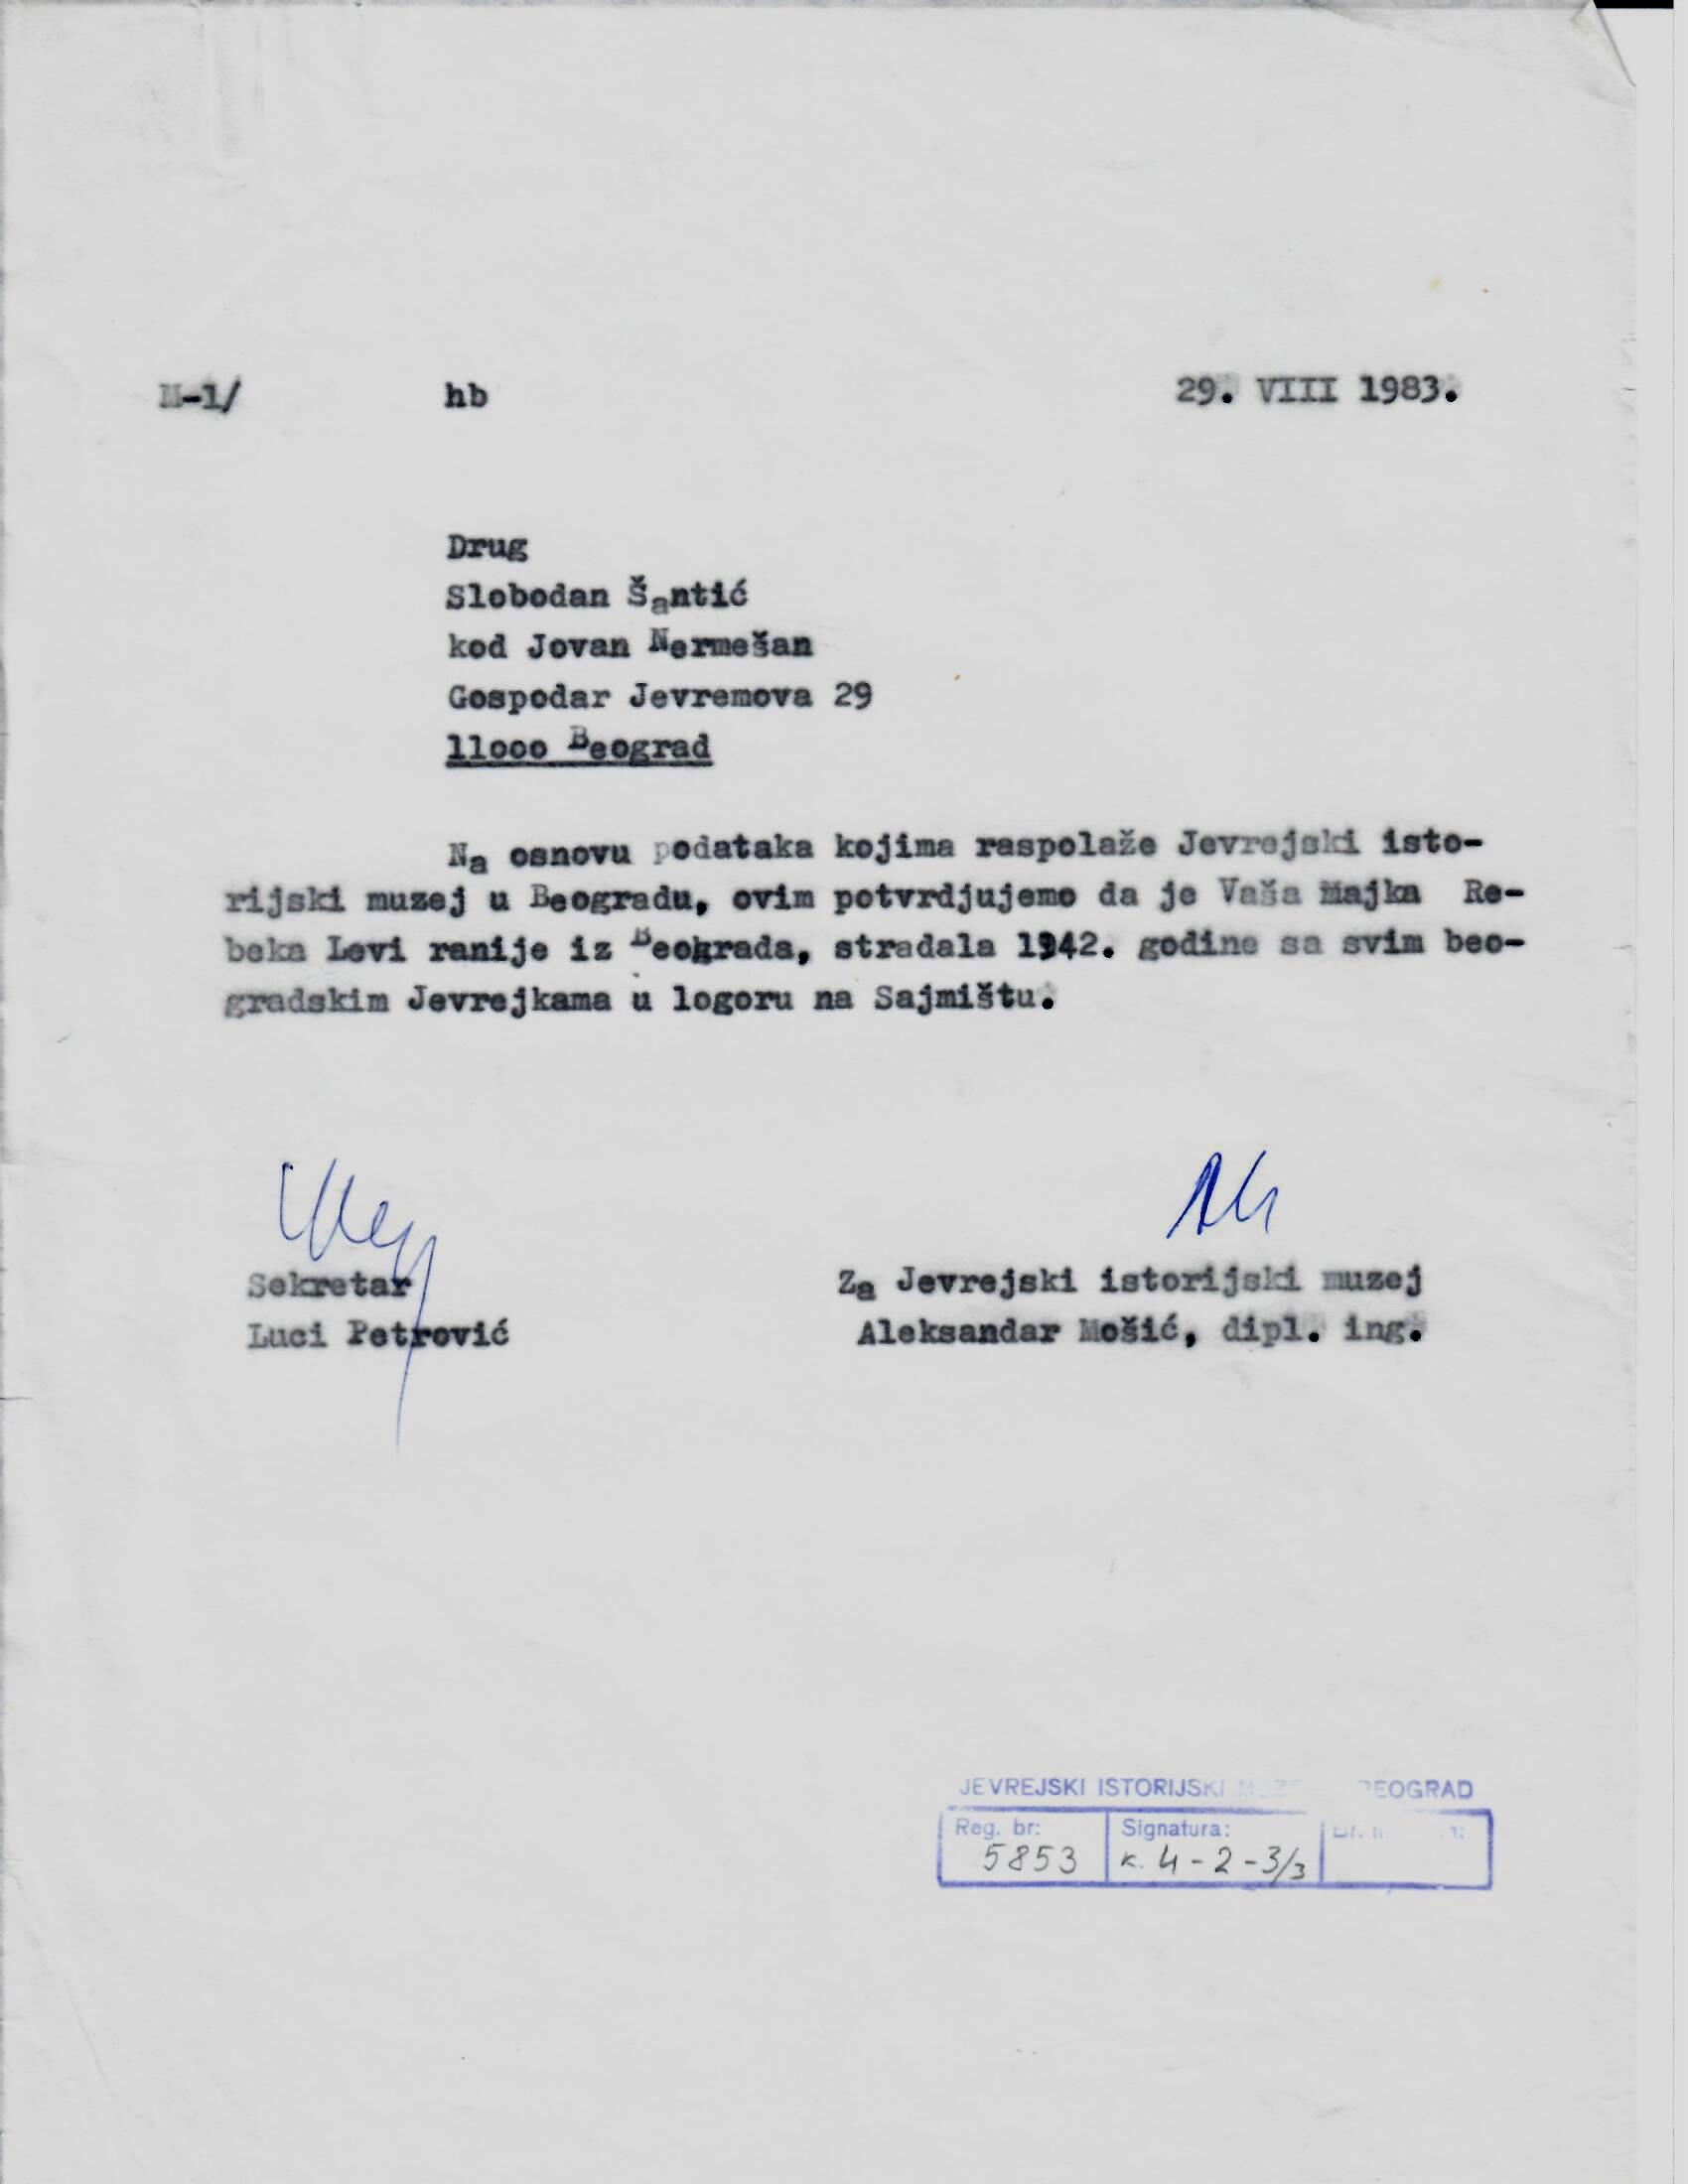 M-1/ hb 29. VIII 1983.
Drug
Slobodan Šantić
kod Jovan Nermešan
Gospodar Jevremova 29
11ooo Beograd
Na osnovu podataka kojima raspolaže Jevrejski isto-
rijski muzej u Beogradu, ovim potvrdjujemo da je Vaša majka Re-
beka Levi ranije iz Beograda, stradala 1942. godine sa svim beo-
gradskim Jevrejkama u logoru na Sajmištu.
Sekretar
Luci Petrović
Za Jevrejski istorijski muzej
Aleksandar Mošić, dipl. ing.
JEVREJSKI ISTORIJSKI BEOGRAD
Reg. br: Signatura:
5853 K. 4-2-3/3